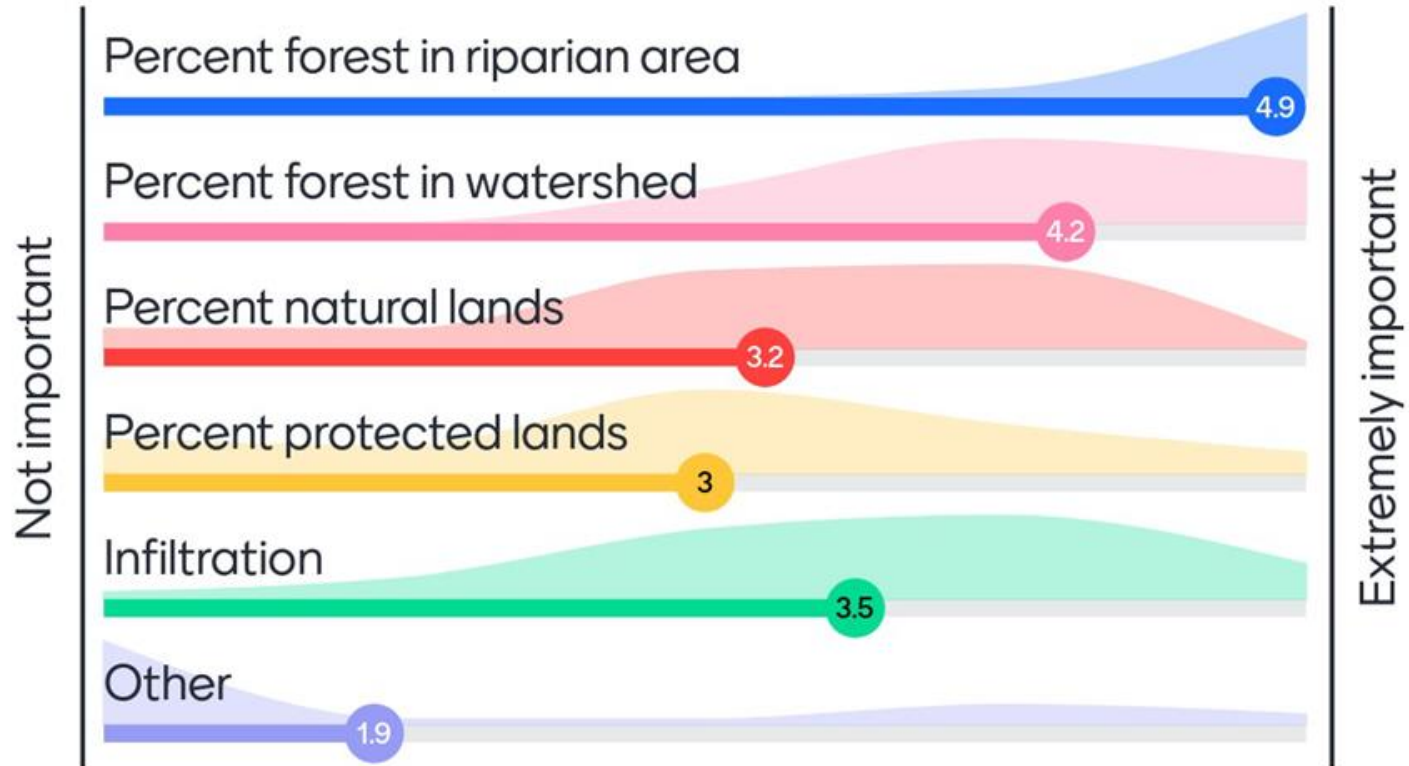 Not important
Percent forest in riparian area
4.9
Percent forest in watershed
4.2
Percent natural lands
3.2
Percent protected lands
3
Infiltration
3.5
Other
1.9
Extremely important